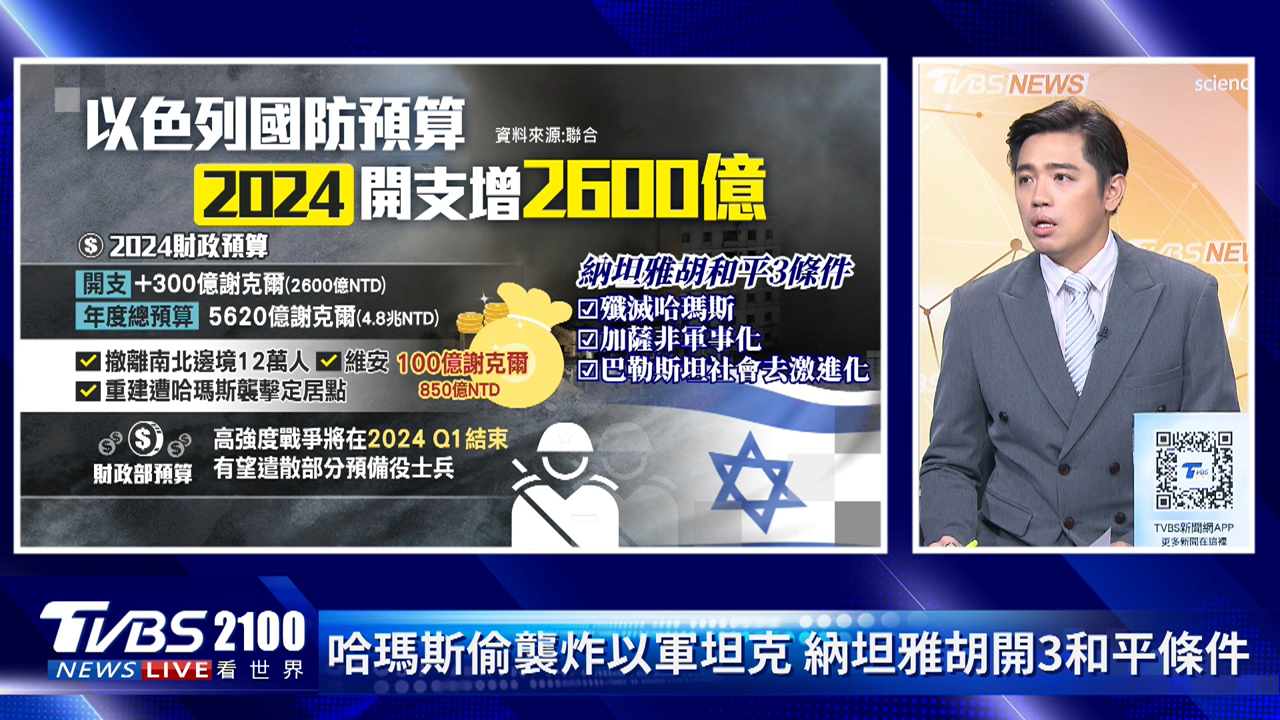 以色列國防預算
資料來源:聯合
2024開支增2600億
2024財政預算
開支 +300億謝克爾(2600億NTD)
年度總預算 5620億謝克爾(4.8兆NTD)
撤離南北邊境12萬人 維安 100億謝克爾
850億NTD
重建遭哈瑪斯襲擊定居點
財政部預算
高強度戰爭將在2024 Q1結束
有望遣散部分預備役士兵
納坦雅胡和平3條件
殲滅哈瑪斯
加薩非軍事化
巴勒斯坦社會去激進化
TVBS NEWS
scienc
TVBS NEW
TVBS
TVBS新聞網APP
更多新聞在這裡
TVBS 2100
NEWS LIVE 看世界
哈瑪斯偷襲炸以軍坦克 納坦雅胡開3和平條件